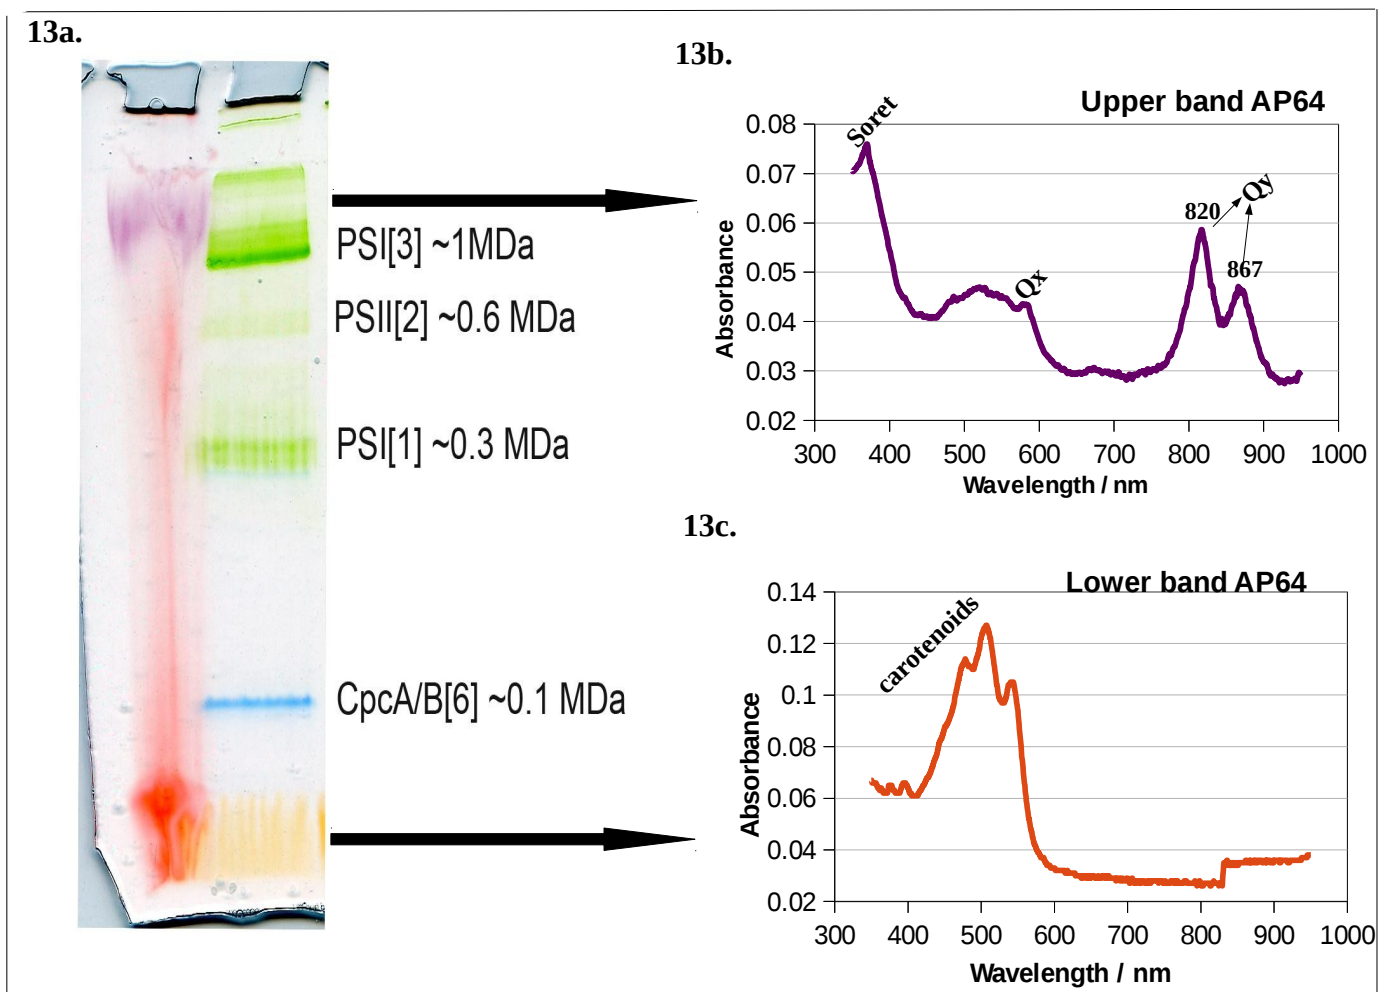 13a.
PSI[3] ~1MDa
PSII[2] ~0.6 MDa
PSI[1] ~0.3 MDa
CpcA/B[6] ~0.1 MDa
13b.
Upper band AP64
Absorbance
0.08
0.07
0.06
0.05
0.04
0.03
0.02
Soret
Qx
820
867
Qy
300 400 500 600 700 800 900 1000
Wavelength / nm
13c.
Lower band AP64
Absorbance
0.14
0.12
0.1
0.08
0.06
0.04
0.02
carotenoids
300 400 500 600 700 800 900 1000
Wavelength / nm